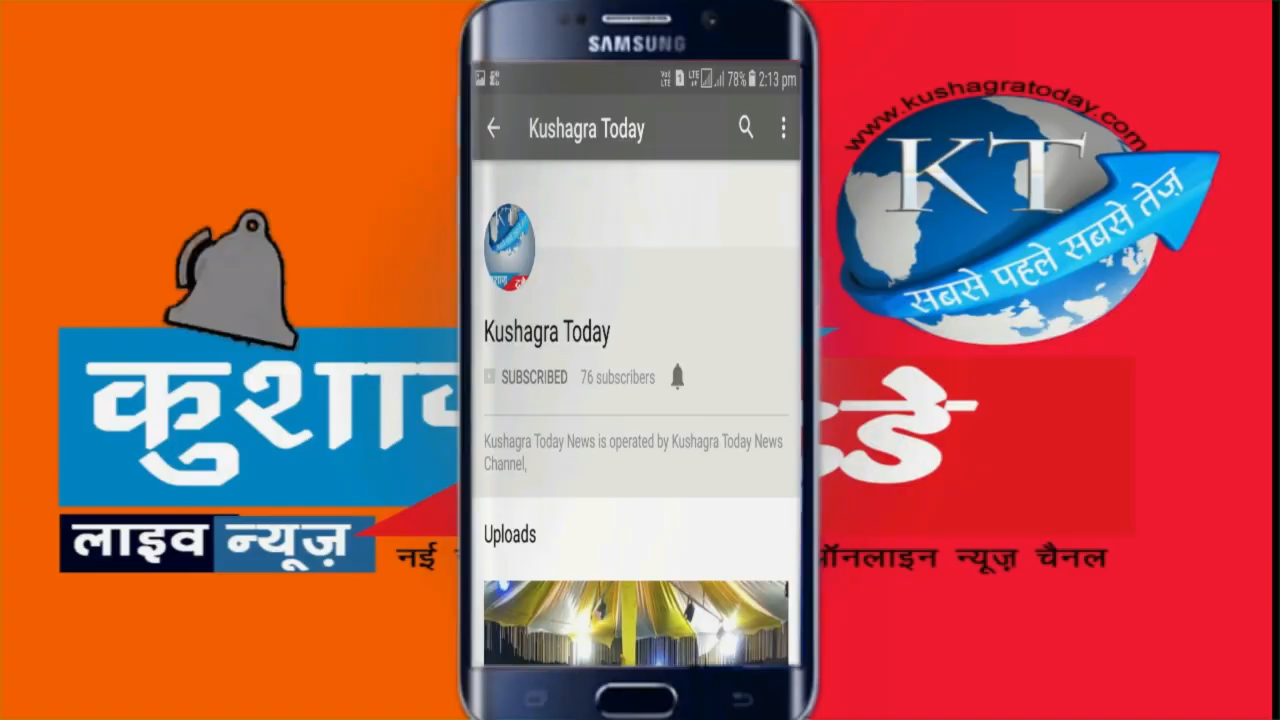 SAMSUNG
78% 2:13 pm
Kushagra Today
www.kushagratoday.com
KT
सबसे पहले सबसे तेज़
Kushagra Today
SUBSCRIBED 76 subscribers
Kushagra Today News is operated by Kushagra Today News
Channel,
Uploads
लाइव न्यूज़
नई
ऑनलाइन न्यूज़ चैनल